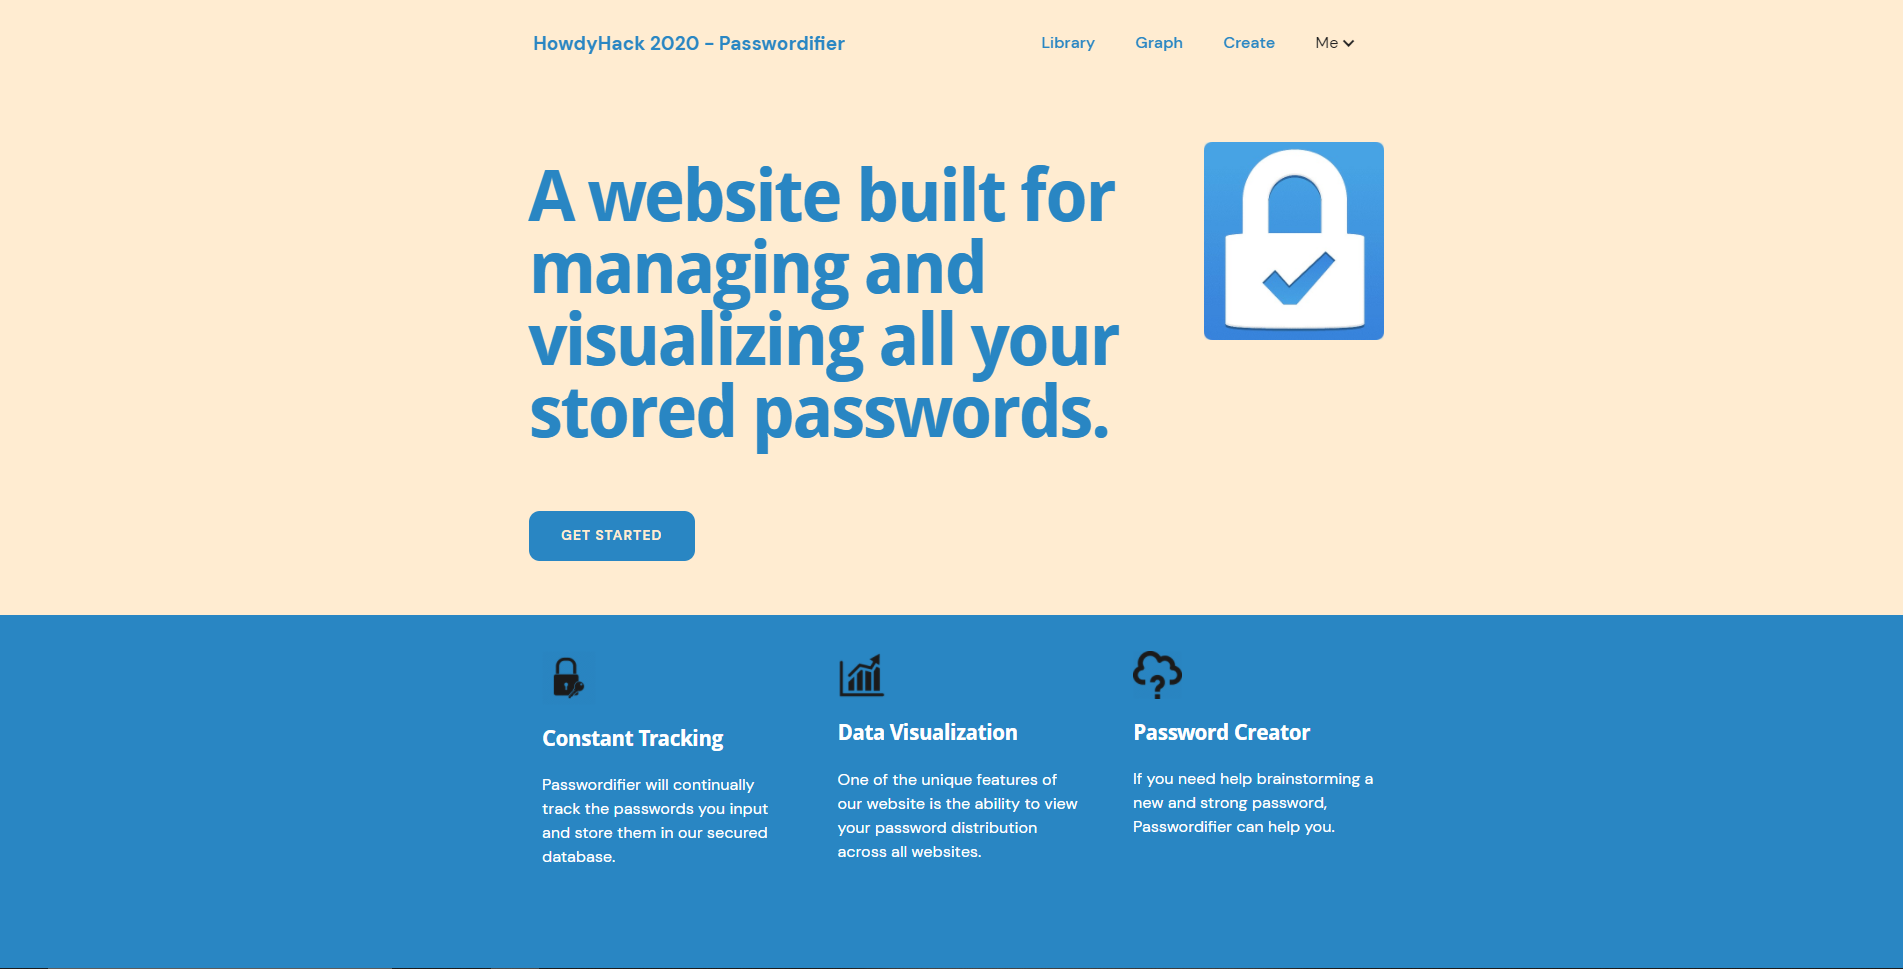 HowdyHack 2020 - Passwordifier
Library
Graph
Create
Me
A website built for
managing and
visualizing all your
stored passwords.
GET STARTED
Constant Tracking
Passwordifier will continually
track the passwords you input
and store them in our secured
database.
Data Visualization
One of the unique features of
our website is the ability to view
your password distribution
across all websites.
Password Creator
If you need help brainstorming a
new and strong password,
Passwordifier can help you.